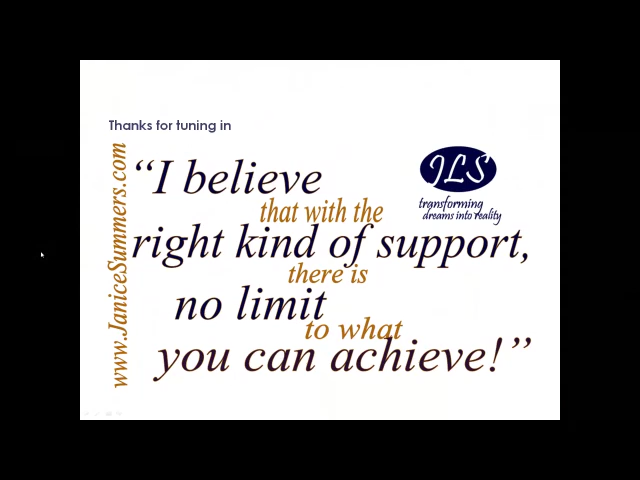 Thanks for tuning in
www.JaniceSummers.com
“I believe
that with the
right kind of support,
there is
no limit
to what
you can achieve!”
JLS
transforming
dreams into reality